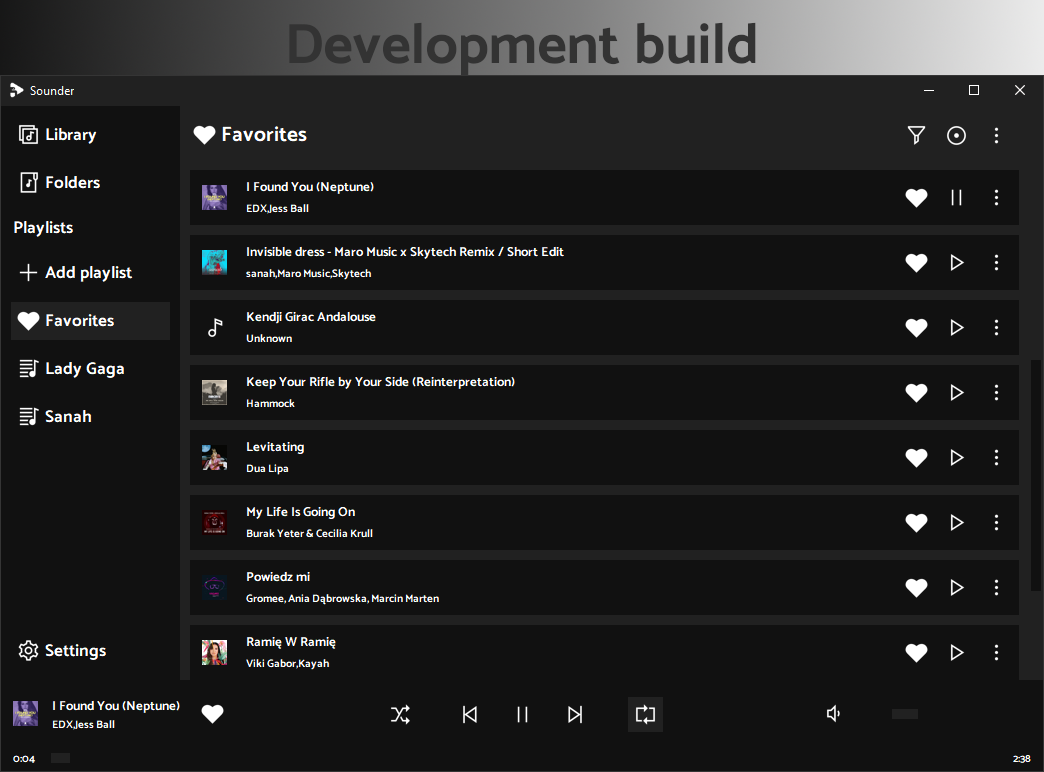 Development build
Sounder
Library
Folders
Playlists
Add playlist
Favorites
Lady Gaga
Sanah
Settings
Favorites
I Found You (Neptune)
EDX,Jess Ball
Invisible dress - Maro Music x Skytech Remix / Short Edit
sanah,Maro Music,Skytech
Kendji Girac Andalouse
Unknown
Keep Your Rifle by Your Side (Reinterpretation)
Hammock
Levitating
Dua Lipa
My Life Is Going On
Burak Yeter & Cecilia Krull
Powiedz mi
Gromee, Ania Dąbrowska, Marcin Marten
Ramię W Ramię
Viki Gabor,Kayah
I Found You (Neptune)
EDX,Jess Ball
0:04
2:38